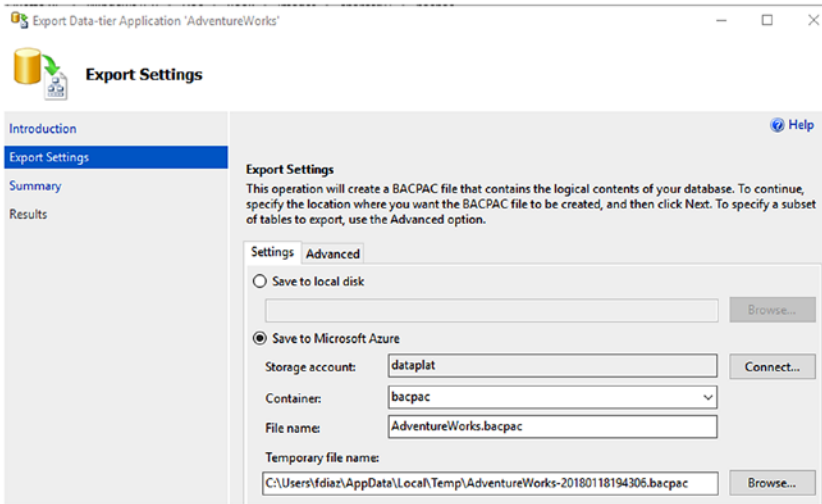 Export Data-tier Application 'AdventureWorks'
Export Settings
Help
Introduction
Export Settings
Summary
Results
Export Settings
This operation will create a BACPAC file that contains the logical contents of your database. To continue,
specify the location where you want the BACPAC file to be created, and then click Next. To specify a subset
of tables to export, use the Advanced option.
Settings Advanced
Save to local disk
Browse...
Save to Microsoft Azure
Storage account: dataplat Connect...
Container: bacpac
File name: AdventureWorks.bacpac
Temporary file name:
C:\Users\fdiaz\AppData\Local\Temp\AdventureWorks-20180118194306.bacpac Browse...